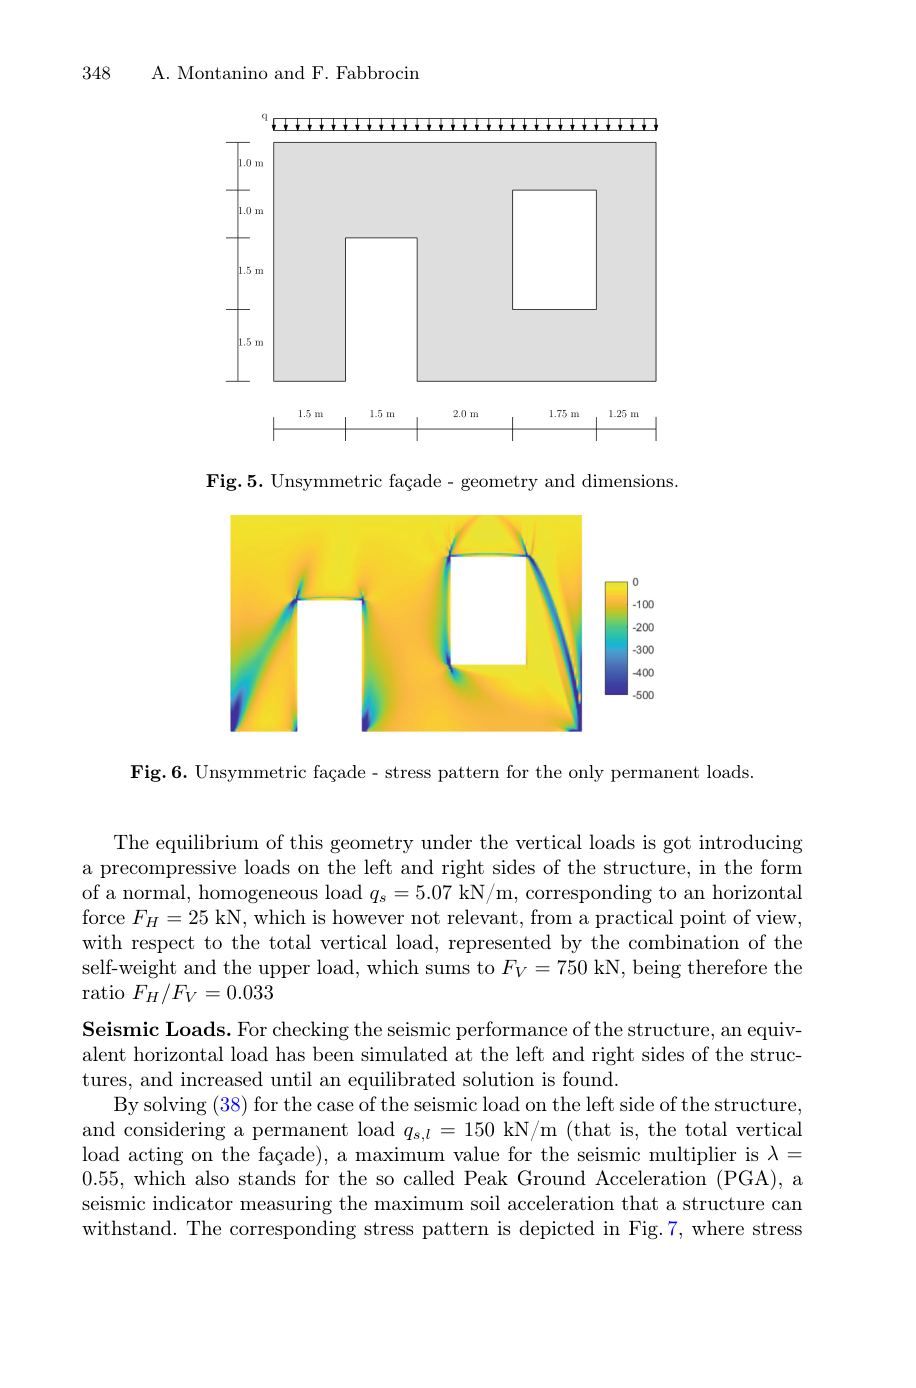 348 A. Montanino and F. Fabbrocin
q
1.0 m
1.0 m
1.5 m
1.5 m
1.5 m 1.5 m 2.0 m 1.75 m 1.25 m
Fig. 5. Unsymmetric façade - geometry and dimensions.
0
-100
-200
-300
-400
-500
Fig. 6. Unsymmetric façade - stress pattern for the only permanent loads.
The equilibrium of this geometry under the vertical loads is got introducing
a precompressive loads on the left and right sides of the structure, in the form
of a normal, homogeneous load qₛ = 5.07 kN/m, corresponding to an horizontal
force F_H = 25 kN, which is however not relevant, from a practical point of view,
with respect to the total vertical load, represented by the combination of the
self-weight and the upper load, which sums to F_V = 750 kN, being therefore the
ratio F_H/F_V = 0.033
Seismic Loads. For checking the seismic performance of the structure, an equiv-
alent horizontal load has been simulated at the left and right sides of the struc-
tures, and increased until an equilibrated solution is found.
By solving (38) for the case of the seismic load on the left side of the structure,
and considering a permanent load q_{s,l} = 150 kN/m (that is, the total vertical
load acting on the façade), a maximum value for the seismic multiplier is λ =
0.55, which also stands for the so called Peak Ground Acceleration (PGA), a
seismic indicator measuring the maximum soil acceleration that a structure can
withstand. The corresponding stress pattern is depicted in Fig. 7, where stress